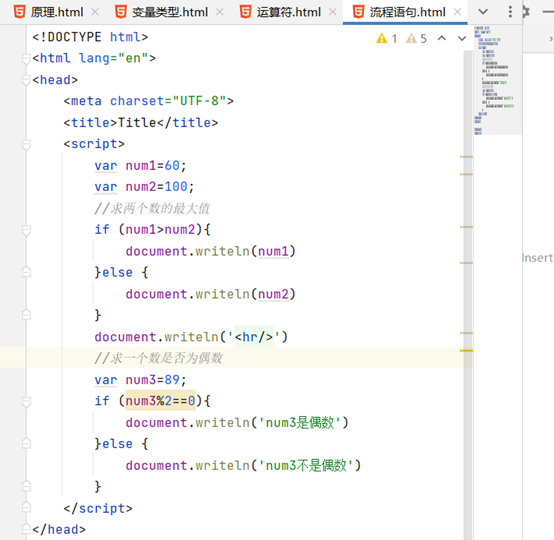 原理.html
变量类型.html
运算符.html
流程语句.html
1
5
<!DOCTYPE html>
<html lang="en">
<head>
    <meta charset="UTF-8">
    <title>Title</title>
    <script>
        var num1=60;
        var num2=100;
        //求两个数的最大值
        if (num1>num2){
            document.writeln(num1)
        }else {
            document.writeln(num2)
        }
        document.writeln('<hr/>')
        //求一个数是否为偶数
        var num3=89;
        if (num3%2==0){
            document.writeln('num3是偶数')
        }else {
            document.writeln('num3不是偶数')
        }
    </script>
</head>
Insert